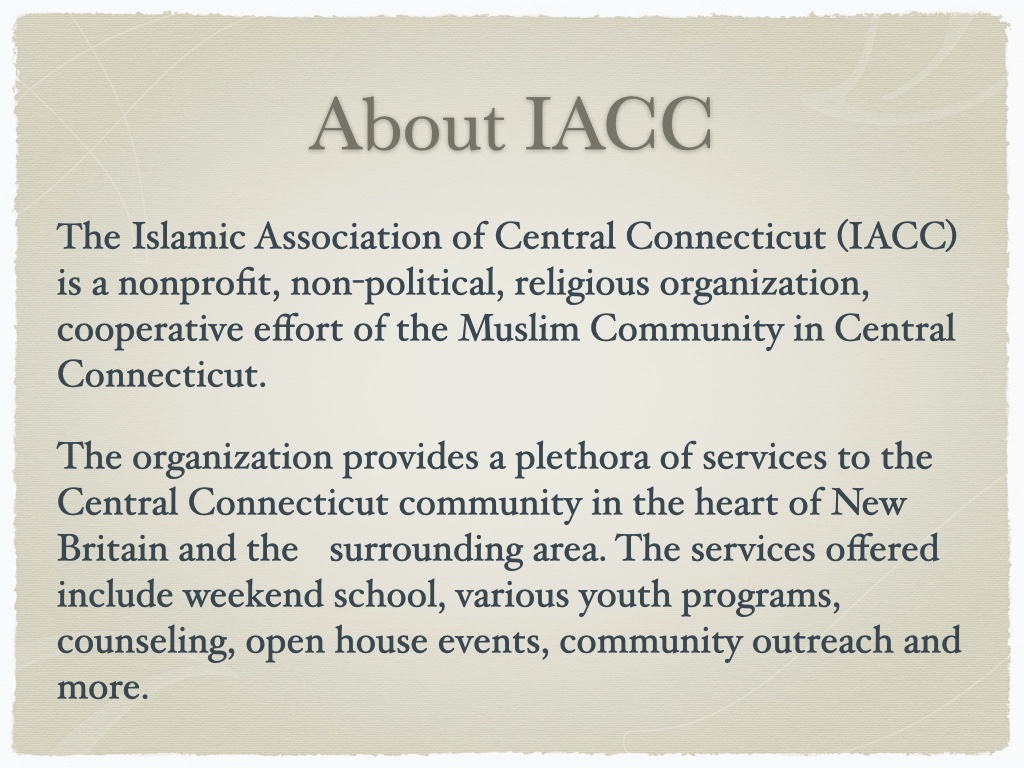 About IACC
The Islamic Association of Central Connecticut (IACC)
is a nonprofit, non-political, religious organization,
cooperative effort of the Muslim Community in Central
Connecticut.
The organization provides a plethora of services to the
Central Connecticut community in the heart of New
Britain and the   surrounding area. The services offered
include weekend school, various youth programs,
counseling, open house events, community outreach and
more.